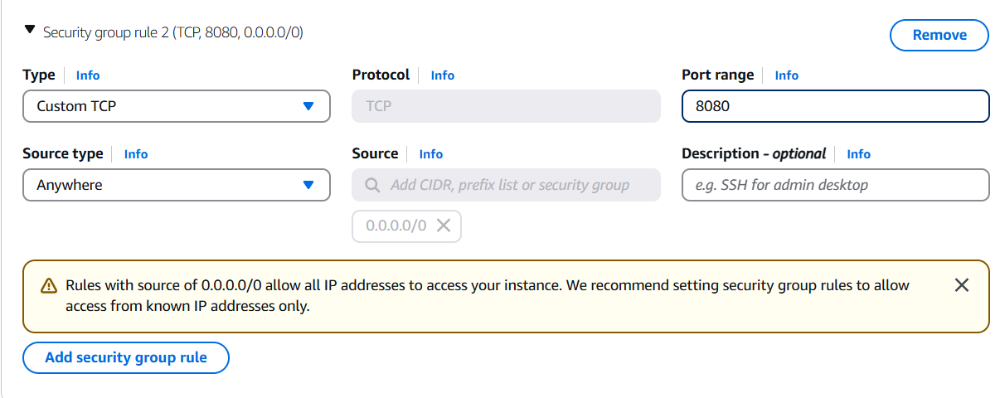 Security group rule 2 (TCP, 8080, 0.0.0.0/0)
Remove
Type Info
Protocol Info
Port range Info
Custom TCP
TCP
8080
Source type Info
Source Info
Description - optional Info
Anywhere
Add CIDR, prefix list or security group
e.g. SSH for admin desktop
0.0.0.0/0
Rules with source of 0.0.0.0/0 allow all IP addresses to access your instance. We recommend setting security group rules to allow
access from known IP addresses only.
Add security group rule